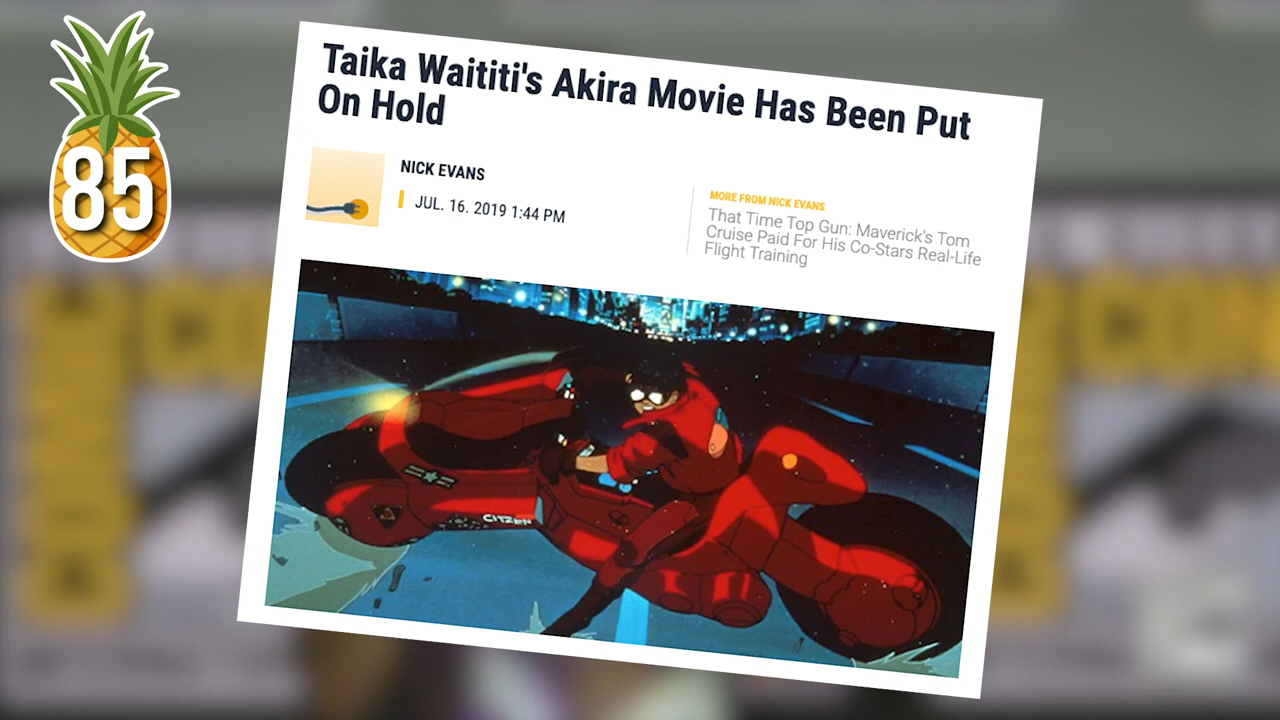 85
Taika Waititi's Akira Movie Has Been Put
On Hold
NICK EVANS
JUL. 16. 2019 1:44 PM
MORE FROM NICK EVANS
That Time Top Gun: Maverick's Tom
Cruise Paid For His Co-Stars Real-Life
Flight Training
CITIZEN